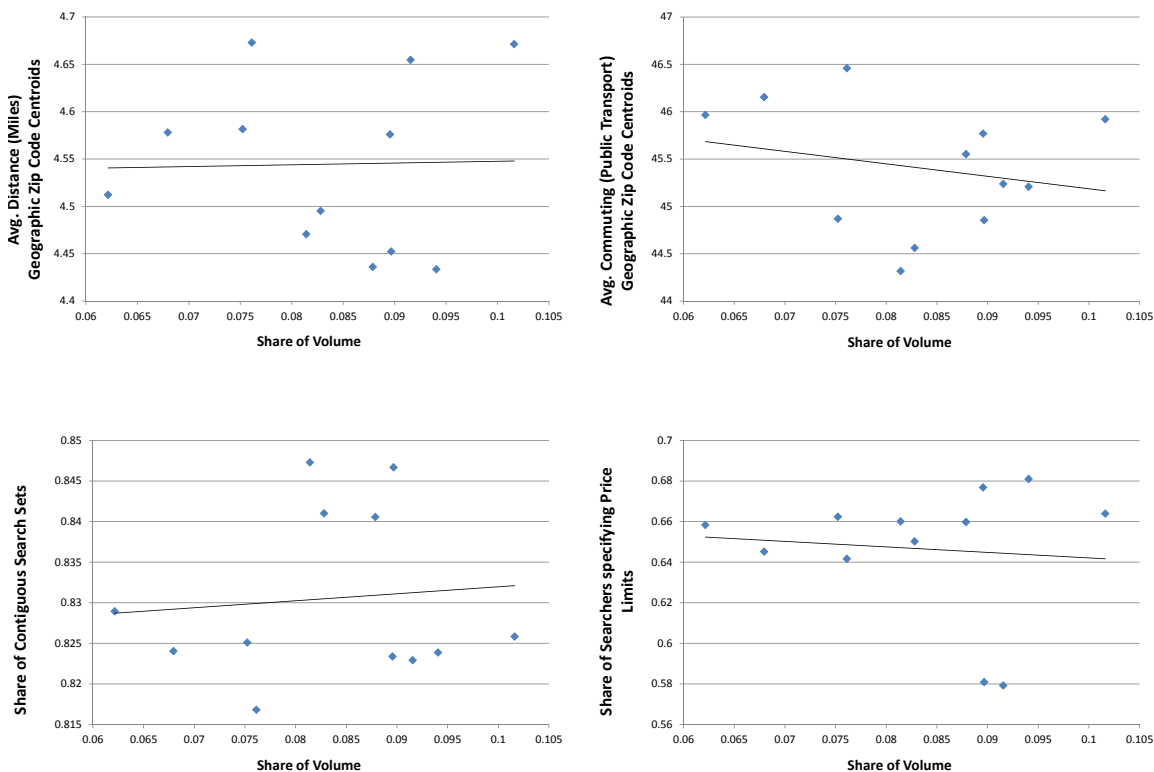 Avg. Distance (Miles)
Geographic Zip Code Centroids
4.7
4.65
4.6
4.55
4.5
4.45
4.4
0.06 0.065 0.07 0.075 0.08 0.085 0.09 0.095 0.1 0.105
Share of Volume
Avg. Commuting (Public Transport)
Geographic Zip Code Centroids
47
46.5
46
45.5
45
44.5
44
0.06 0.065 0.07 0.075 0.08 0.085 0.09 0.095 0.1 0.105
Share of Volume
Share of Contiguous Search Sets
0.85
0.845
0.84
0.835
0.83
0.825
0.82
0.815
0.06 0.065 0.07 0.075 0.08 0.085 0.09 0.095 0.1 0.105
Share of Volume
Share of Searchers specifying Price
Limits
0.7
0.68
0.66
0.64
0.62
0.6
0.58
0.56
0.06 0.065 0.07 0.075 0.08 0.085 0.09 0.095 0.1 0.105
Share of Volume